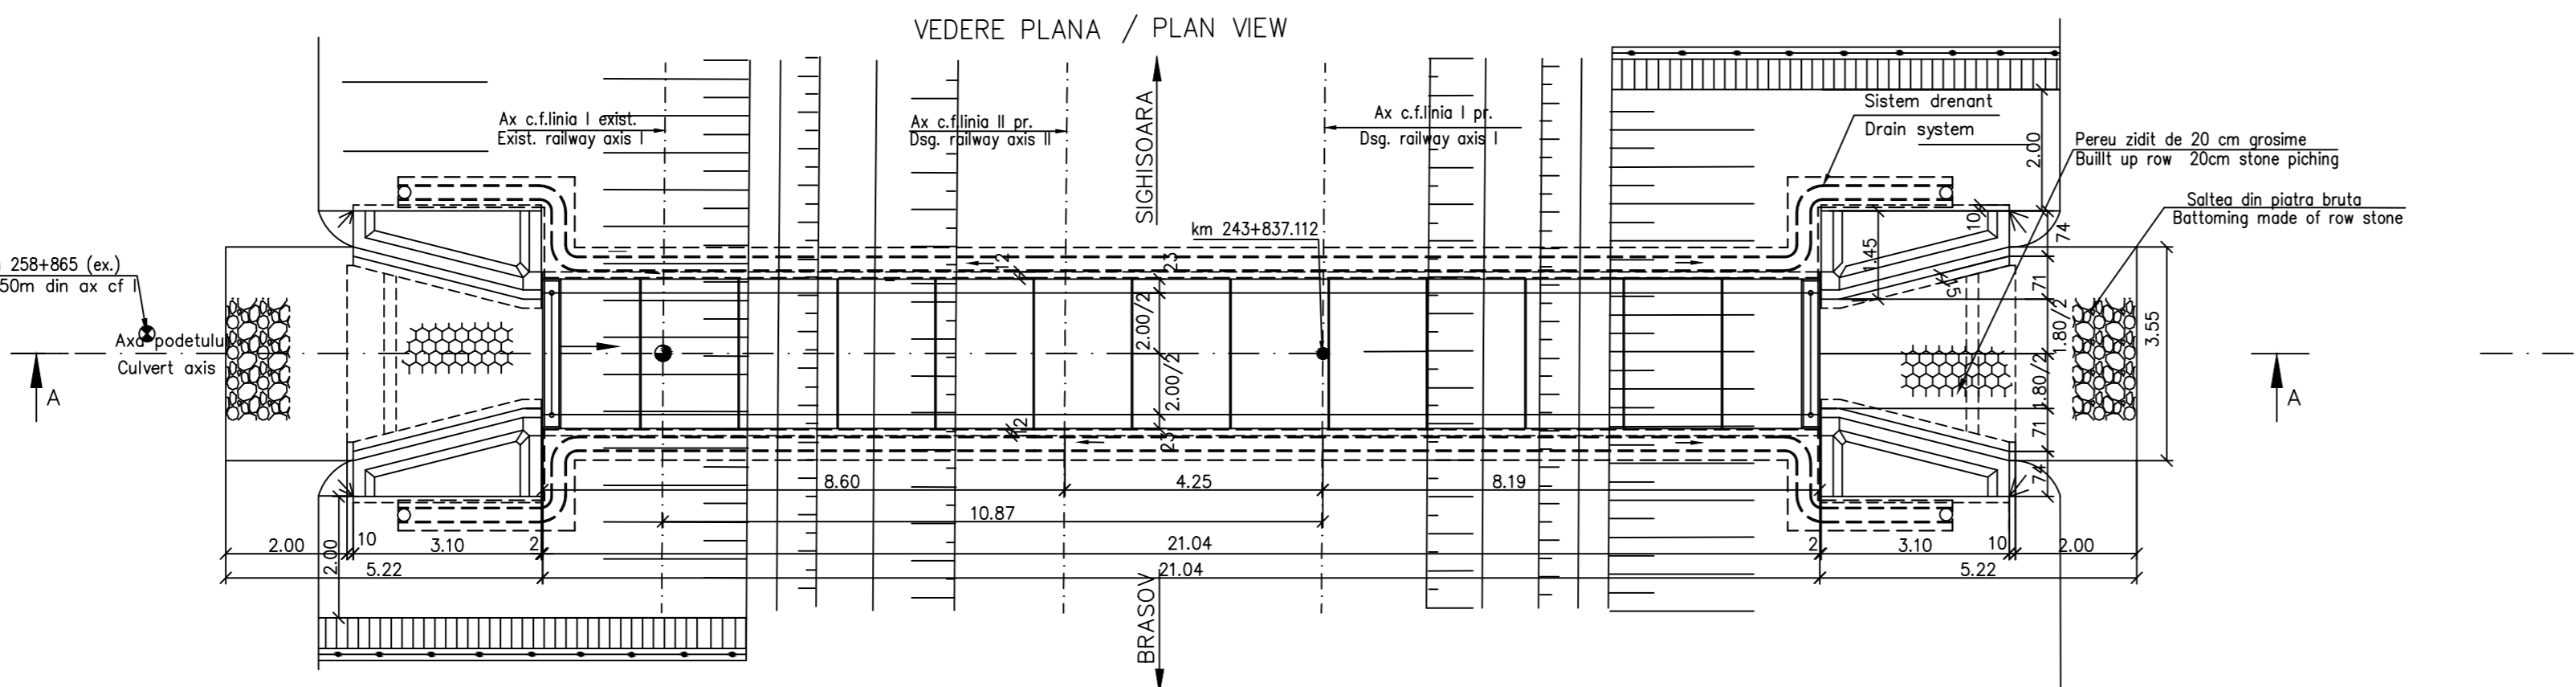 VEDERE PLANA / PLAN VIEW
SIGHISOARA
Ax c.f.linia I exist.
Exist. railway axis I
Ax c.f.linia II pr.
Dsg. railway axis II
Ax c.f.linia I pr.
Dsg. railway axis I
Sistem drenant
Drain system
2.00
Pereu zidit de 20 cm grosime
Built up row 20cm stone piching
Saltea din piatra bruta
Battoming made of row stone
km 243+837.112
258+865 (ex.)
50m din ax cf I
Axa podetului
Culvert axis
A
A
12
23
2.00/2
2.00/2
12
23
1.45
10
15
74
71
1.80/2
1.80/2
71
74
3.55
8.60
4.25
8.19
10.87
2.00
10
3.10
2
21.04
2
3.10
10
2.00
2.00
5.22
21.04
5.22
BRASOV